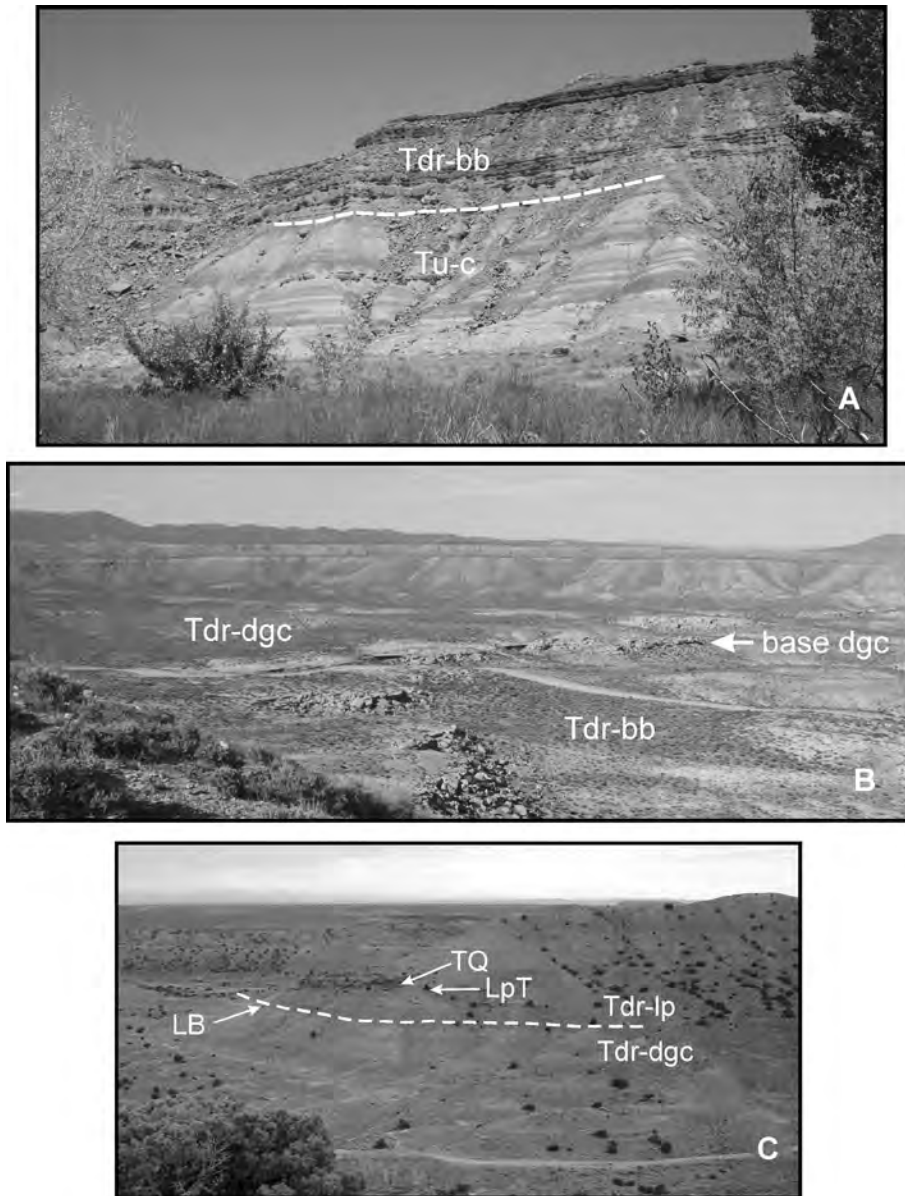 Tdr-bb
Tu-c
A
Tdr-dgc
base dgc
Tdr-bb
B
TQ
LpT
LB
Tdr-lp
Tdr-dgc
C